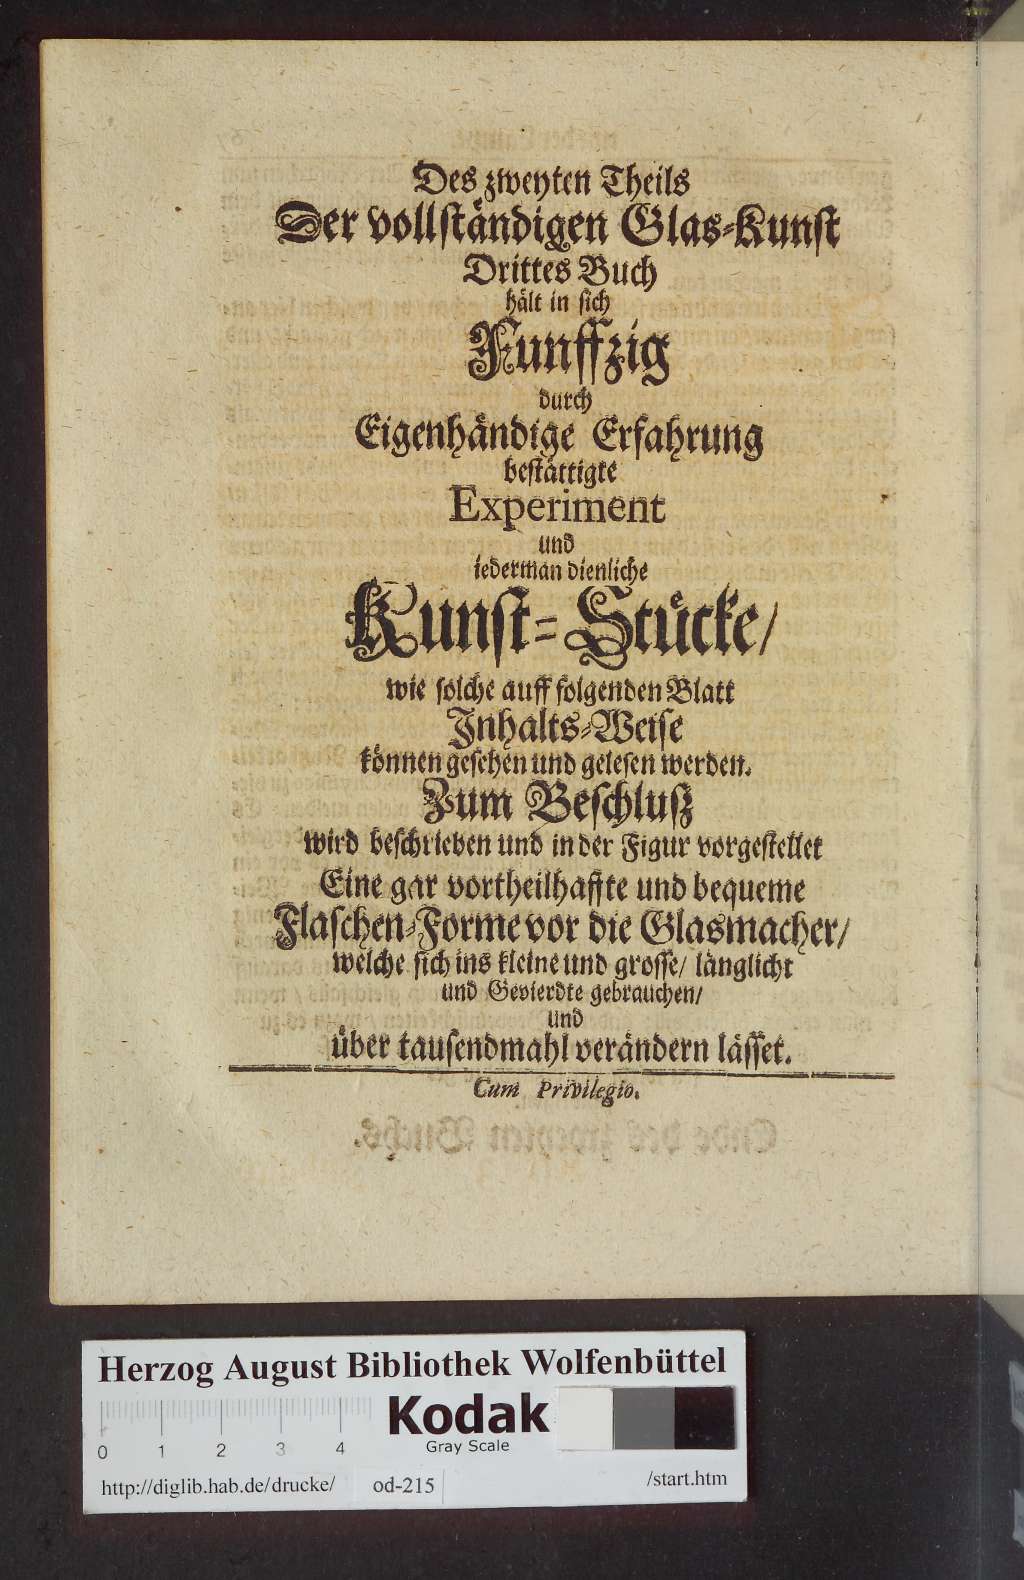 Des zweyten Theils
Der vollständigen Glas-Kunst
Drittes Buch
hält in sich
Funffzig
durch
Eigenhändige Erfahrung
bestättigte
Experiment
und
iederman dienliche
Kunst-Stücke/
wie solche auff folgenden Blatt
Inhalts-Weise
können gesehen und gelesen werden.
Zum Beschluß
wird beschrieben und in der Figur vorgestellet
Eine gar vortheilhaffte und bequeme
Flaschen-Forme vor die Glasmacher/
welche sich ins kleine und grosse/ länglicht
und Gevierdte gebrauchen/
und
über tausendmahl verändern lässet.
Cum Privilegio.
Ende des zweyten Buchs.
Herzog August Bibliothek Wolfenbüttel
Kodak
Gray Scale
0 1 2 3 4
http://diglib.hab.de/drucke/ od-215 /start.htm